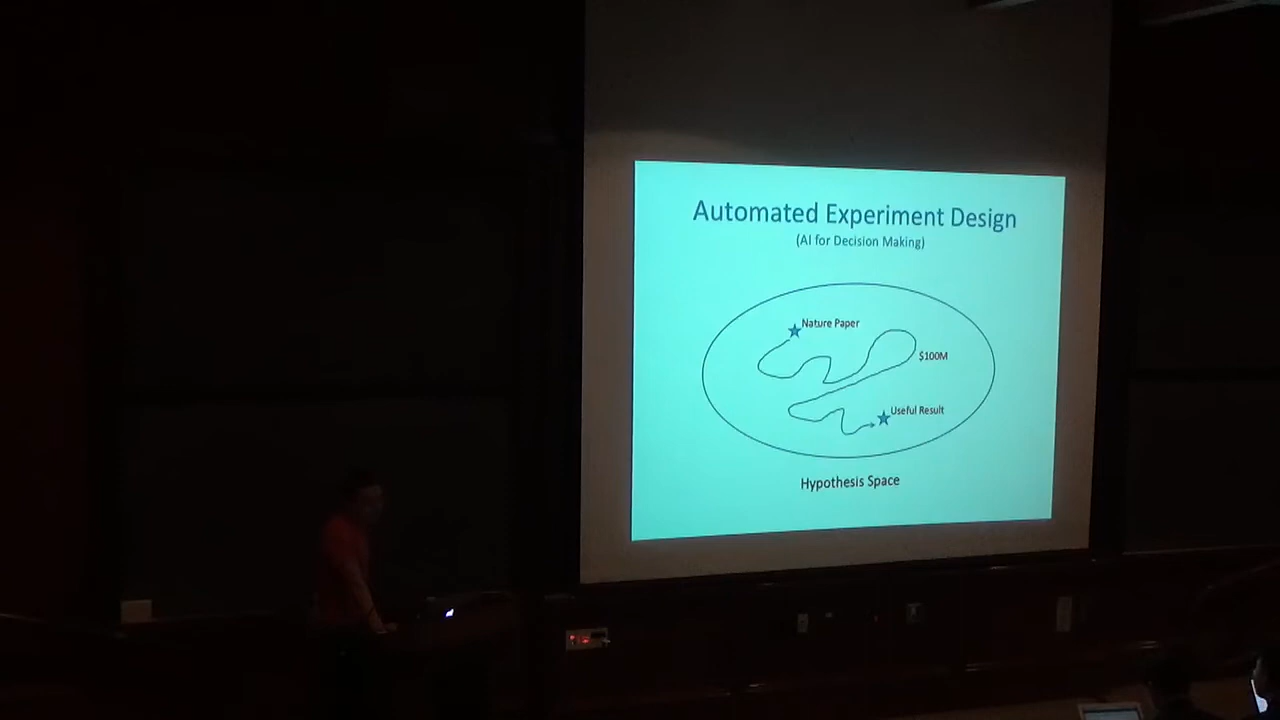 Automated Experiment Design
(AI for Decision Making)
Nature Paper
$100M
Useful Result
Hypothesis Space